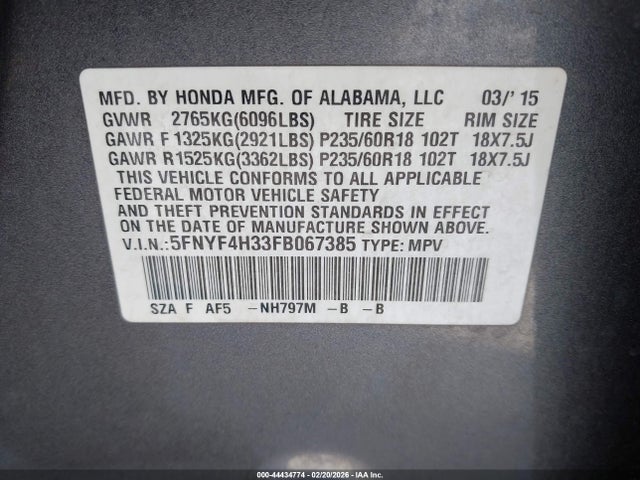 MFD. BY HONDA MFG. OF ALABAMA, LLC 03/'15
GVWR 2765KG(6096LBS) TIRE SIZE RIM SIZE
GAWR F 1325KG(2921LBS) P235/60R18 102T 18X7.5J
GAWR R1525KG(3362LBS) P235/60R18 102T 18X7.5J
THIS VEHICLE CONFORMS TO ALL APPLICABLE
FEDERAL MOTOR VEHICLE SAFETY
AND THEFT PREVENTION STANDARDS IN EFFECT
ON THE DATE OF MANUFACTURE SHOWN ABOVE.
V.I.N.:5FNYF4H33FB067385 TYPE: MPV
SZA F AF5 -NH797M -B -B
000-44434774 - 02/20/2026 - IAA Inc.